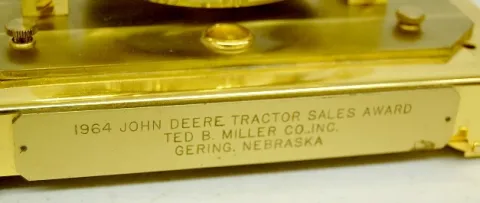 1964 JOHN DEERE TRACTOR SALES AWARD
TED B. MILLER CO., INC.
GERING, NEBRASKA